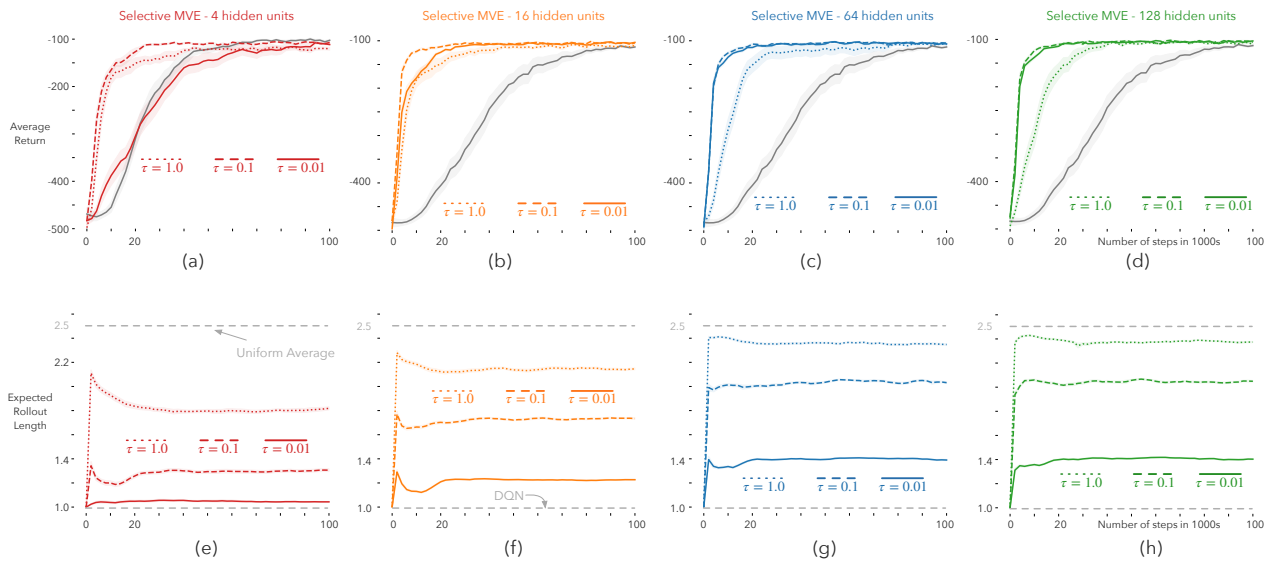 Selective MVE - 4 hidden units
Selective MVE - 16 hidden units
Selective MVE - 64 hidden units
Selective MVE - 128 hidden units
-100
-200
Average
Return
-400
-500
τ = 1.0
τ = 0.1
τ = 0.01
0
20
100
(a)
-100
-400
τ = 1.0
τ = 0.1
τ = 0.01
0
20
100
(b)
-100
-400
τ = 1.0
τ = 0.1
τ = 0.01
0
20
100
(c)
-100
-400
τ = 1.0
τ = 0.1
τ = 0.01
0
20
Number of steps in 1000s
100
(d)
2.5
Uniform Average
2.2
Expected
Rollout
Length
1.4
1.0
τ = 1.0
τ = 0.1
τ = 0.01
0
20
100
(e)
2.5
τ = 1.0
τ = 0.1
τ = 0.01
1.4
DQN
1.0
0
20
100
(f)
2.5
1.4
τ = 1.0
τ = 0.1
τ = 0.01
1.0
0
20
100
(g)
2.5
1.4
τ = 1.0
τ = 0.1
τ = 0.01
1.0
0
20
Number of steps in 1000s
100
(h)